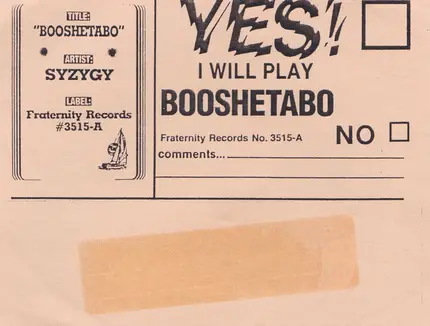 TITLE:
"BOOSHETABO"
ARTIST:
SYZYGY
LABEL:
Fraternity Records
#3515-A
YES!
I WILL PLAY
BOOSHETABO
Fraternity Records No. 3515-A
NO
comments...